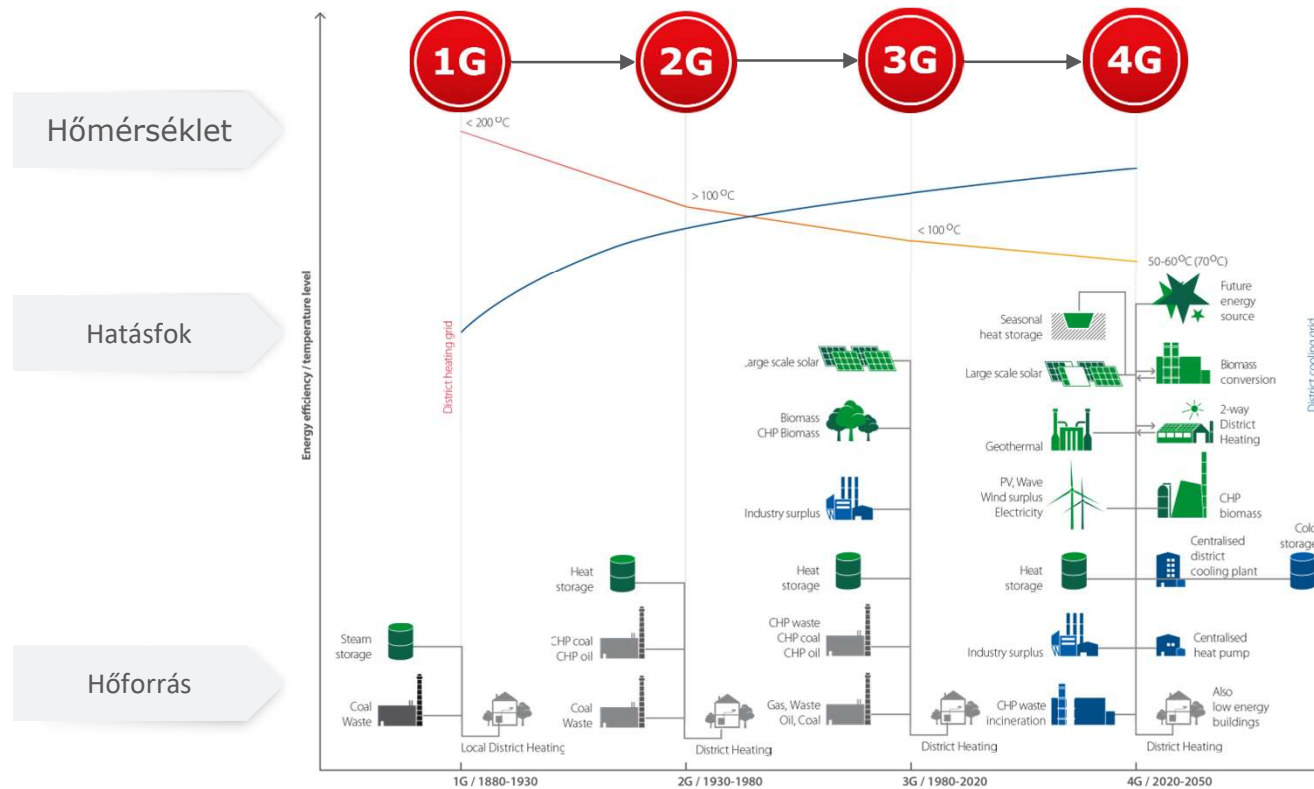 1G
2G
3G
4G
Hőmérséklet
Hatásfok
Hőforrás
Energy efficiency / temperature level
< 200 °C
> 100 °C
< 100 °C
50-60°C (70°C)
District heating grid
District cooling grid
Steam
storage
Coal
Waste
Local District Heating
Heat
storage
CHP coal
CHP oil
Coal
Waste
District Heating
Large scale solar
Biomass
CHP Biomass
Industry surplus
Heat
storage
CHP waste
CHP coal
CHP oil
Gas, Waste
Oil, Coal
District Heating
Seasonal
heat storage
Large scale solar
Geothermal
PV, Wave
Wind surplus
Electricity
Heat
storage
Industry surplus
CHP waste
incineration
Future
energy
source
Biomass
conversion
2-way
District
Heating
CHP
biomass
Centralised
district
cooling plant
Cold
storage
Centralised
heat pump
Also
low energy
buildings
District Heating
1G / 1880-1930
2G / 1930-1980
3G / 1980-2020
4G / 2020-2050